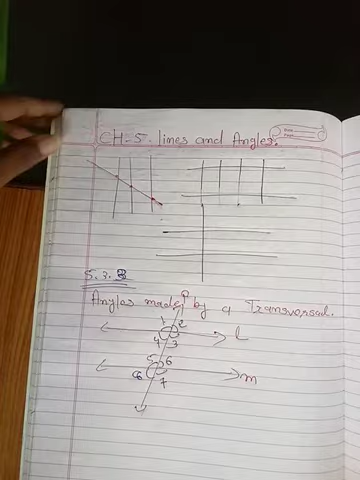 CH-5. lines and Angles.
5.3.3
Angles made by a Transversal.
P
1 2
l
4 3
5 6
m
8 7